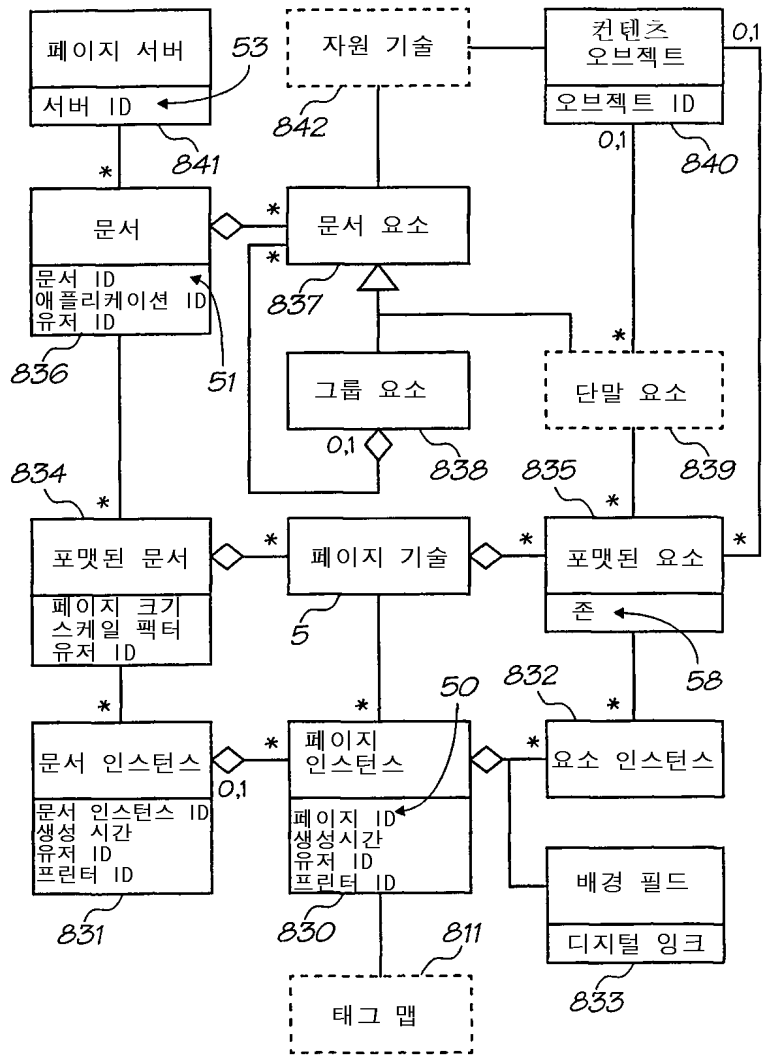 페이지 서버
서버 ID
53
841
*
자원 기술
842
컨텐츠
오브젝트
오브젝트 ID
0,1
0,1
840
문서
문서 ID
애플리케이션 ID
유저 ID
836
51
*
*
문서 요소
837
그룹 요소
0,1
838
*
단말 요소
839
834
*
포맷된 문서
페이지 크기
스케일 팩터
유저 ID
*
페이지 기술
5
835
*
*
*
포맷된 요소
존
58
*
문서 인스턴스
0,1
문서 인스턴스 ID
생성 시간
유저 ID
프린터 ID
831
*
*
50
페이지
인스턴스
페이지 ID
생성시간
유저 ID
프린터 ID
830
832
*
*
요소 인스턴스
배경 필드
디지털 잉크
833
811
태그 맵